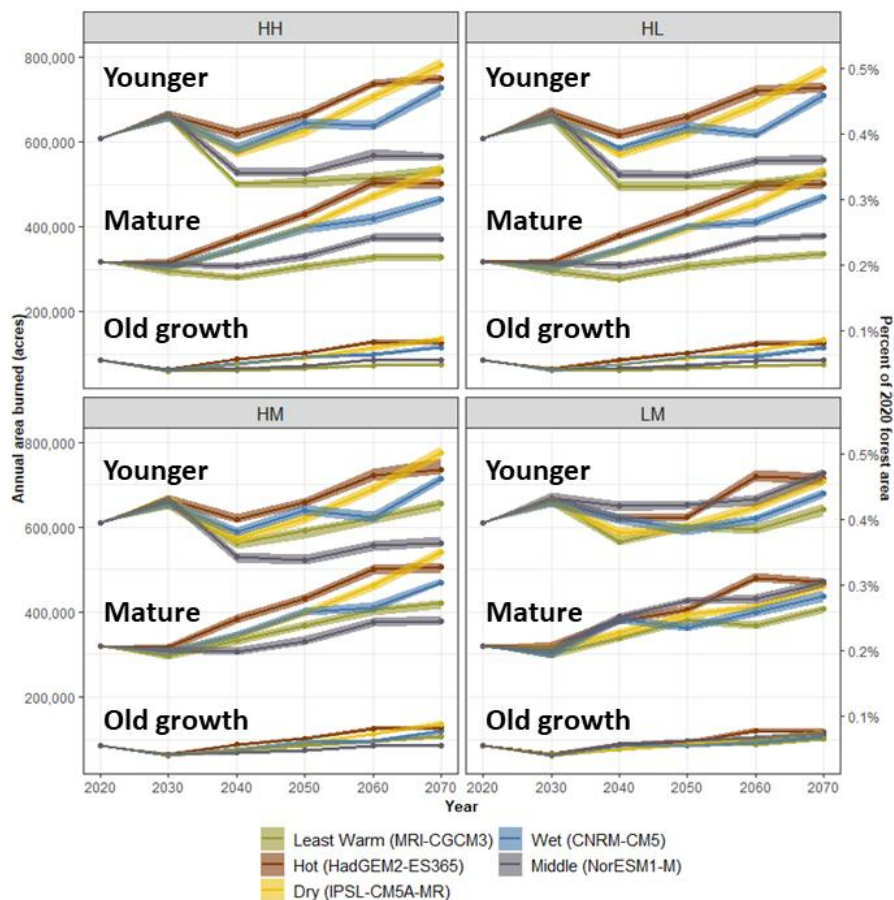 HH
HL
Younger
Younger
Mature
Mature
Old growth
Old growth
800,000
600,000
400,000
200,000
0.5%
0.4%
0.3%
0.2%
0.1%
HM
LM
Younger
Younger
Mature
Mature
Old growth
Old growth
800,000
600,000
400,000
200,000
0.5%
0.4%
0.3%
0.2%
0.1%
Annual area burned (acres)
Percent of 2020 forest area
2020 2030 2040 2050 2060 2070 2020 2030 2040 2050 2060 2070
Year
Least Warm (MRI-CGCM3)
Wet (CNRM-CM5)
Hot (HadGEM2-ES365)
Middle (NorESM1-M)
Dry (IPSL-CM5A-MR)